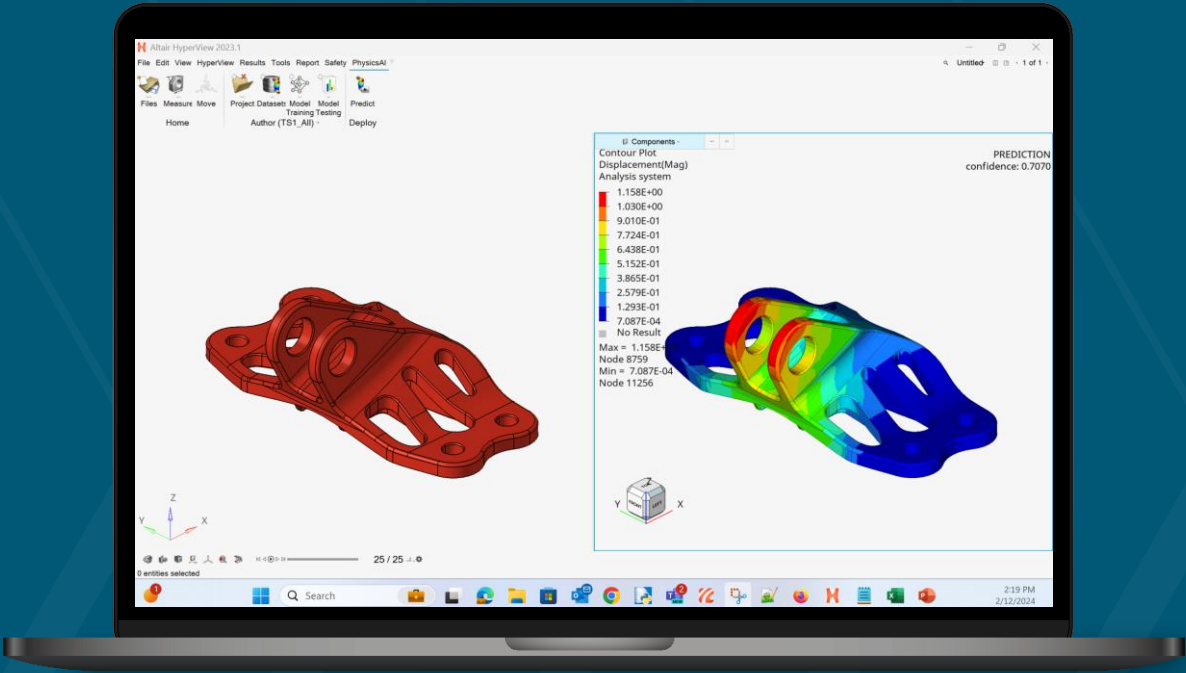 Altair HyperView 2023.1
File Edit View HyperView Results Tools Report Safety PhysicsAI
Untitled 1 of 1
Files Measure Move Project Datasets Model Training Model Testing Predict
Home Author (TS1_All) Deploy
Components
Contour Plot
Displacement(Mag)
Analysis system
1.158E+00
1.030E+00
9.010E-01
7.724E-01
6.438E-01
5.152E-01
3.865E-01
2.579E-01
1.293E-01
7.087E-04
No Result
Max = 1.158E+
Node 8759
Min = 7.087E-04
Node 11256
PREDICTION
confidence: 0.7070
Z
Y X
Z
Y X
25 / 25
0 entities selected
1
Search
2
2:19 PM
2/12/2024